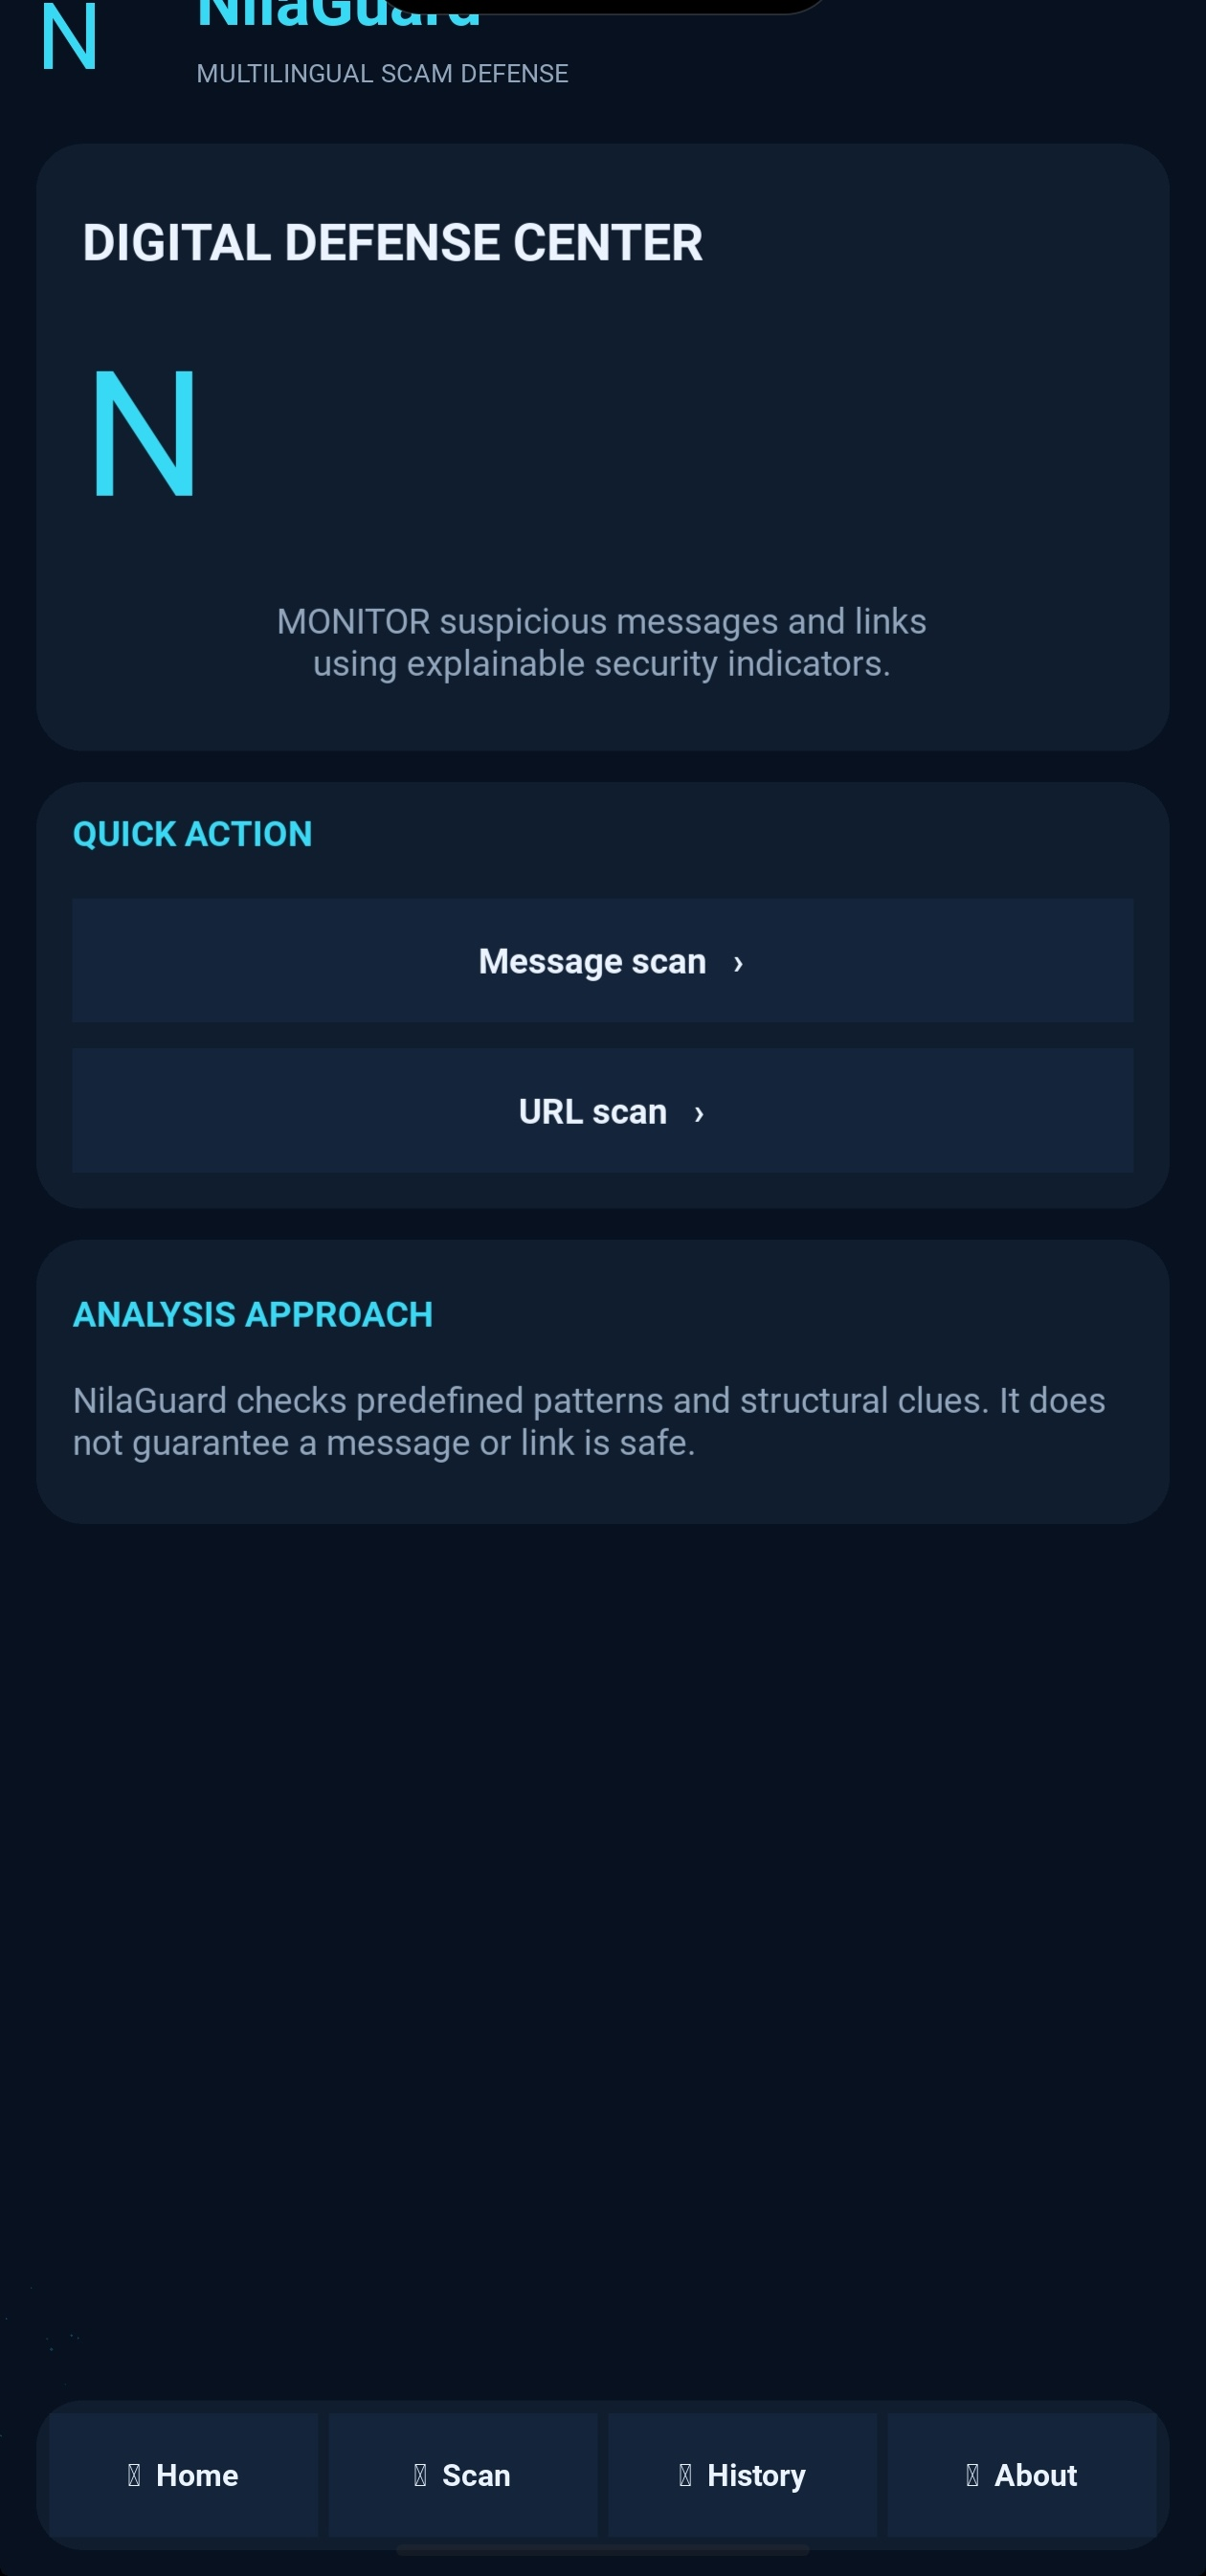 N
NilaGuard
MULTILINGUAL SCAM DEFENSE
DIGITAL DEFENSE CENTER
N
MONITOR suspicious messages and links
using explainable security indicators.
QUICK ACTION
Message scan ›
URL scan ›
ANALYSIS APPROACH
NilaGuard checks predefined patterns and structural clues. It does
not guarantee a message or link is safe.
Home
Scan
History
About